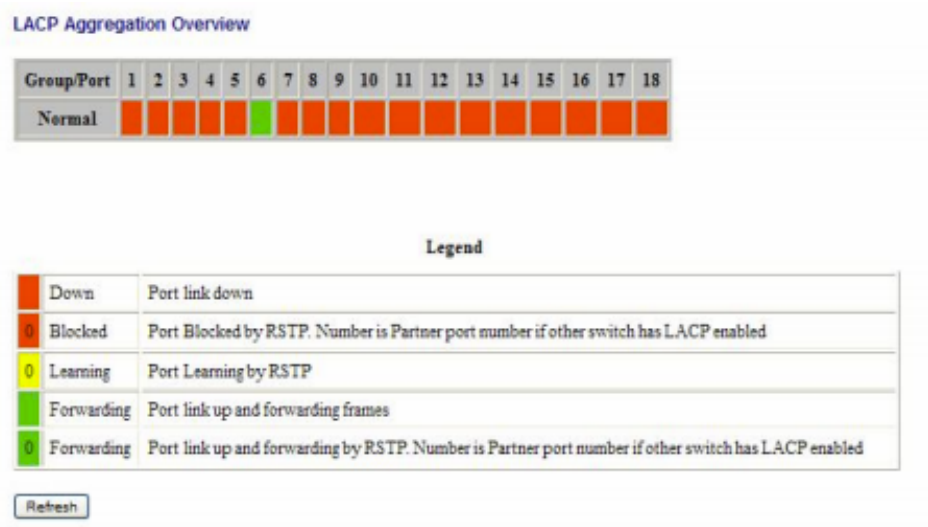 LACP Aggregation Overview
Group/Port 1 2 3 4 5 6 7 8 9 10 11 12 13 14 15 16 17 18
Normal
Legend
Down Port link down
0 Blocked Port Blocked by RSTP. Number is Partner port number if other switch has LACP enabled
0 Learning Port Learning by RSTP
Forwarding Port link up and forwarding frames
0 Forwarding Port link up and forwarding by RSTP. Number is Partner port number if other switch has LACP enabled
Refresh